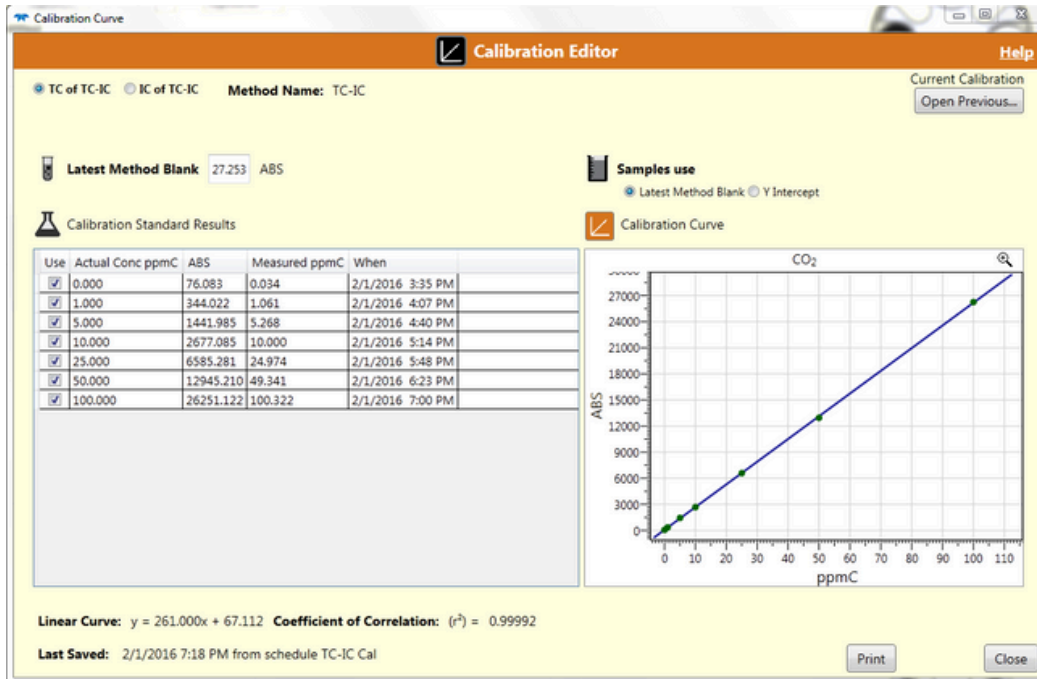 Calibration Curve
Calibration Editor
Help
TC of TC-IC IC of TC-IC Method Name: TC-IC
Current Calibration
Open Previous...
Latest Method Blank 27.253 ABS
Samples use
Latest Method Blank Y Intercept
Calibration Standard Results
Calibration Curve
Use Actual Conc ppmC ABS Measured ppmC When
0.000 76.083 0.034 2/1/2016 3:35 PM
1.000 344.022 1.061 2/1/2016 4:07 PM
5.000 1441.985 5.268 2/1/2016 4:40 PM
10.000 2677.085 10.000 2/1/2016 5:14 PM
25.000 6585.281 24.974 2/1/2016 5:48 PM
50.000 12945.210 49.341 2/1/2016 6:23 PM
100.000 26251.122 100.322 2/1/2016 7:00 PM
CO₂
27000
24000
21000
18000
15000
12000
9000
6000
3000
0
ABS
0 10 20 30 40 50 60 70 80 90 100 110
ppmC
Linear Curve: y = 261.000x + 67.112 Coefficient of Correlation: (r²) = 0.99992
Last Saved: 2/1/2016 7:18 PM from schedule TC-IC Cal
Print
Close